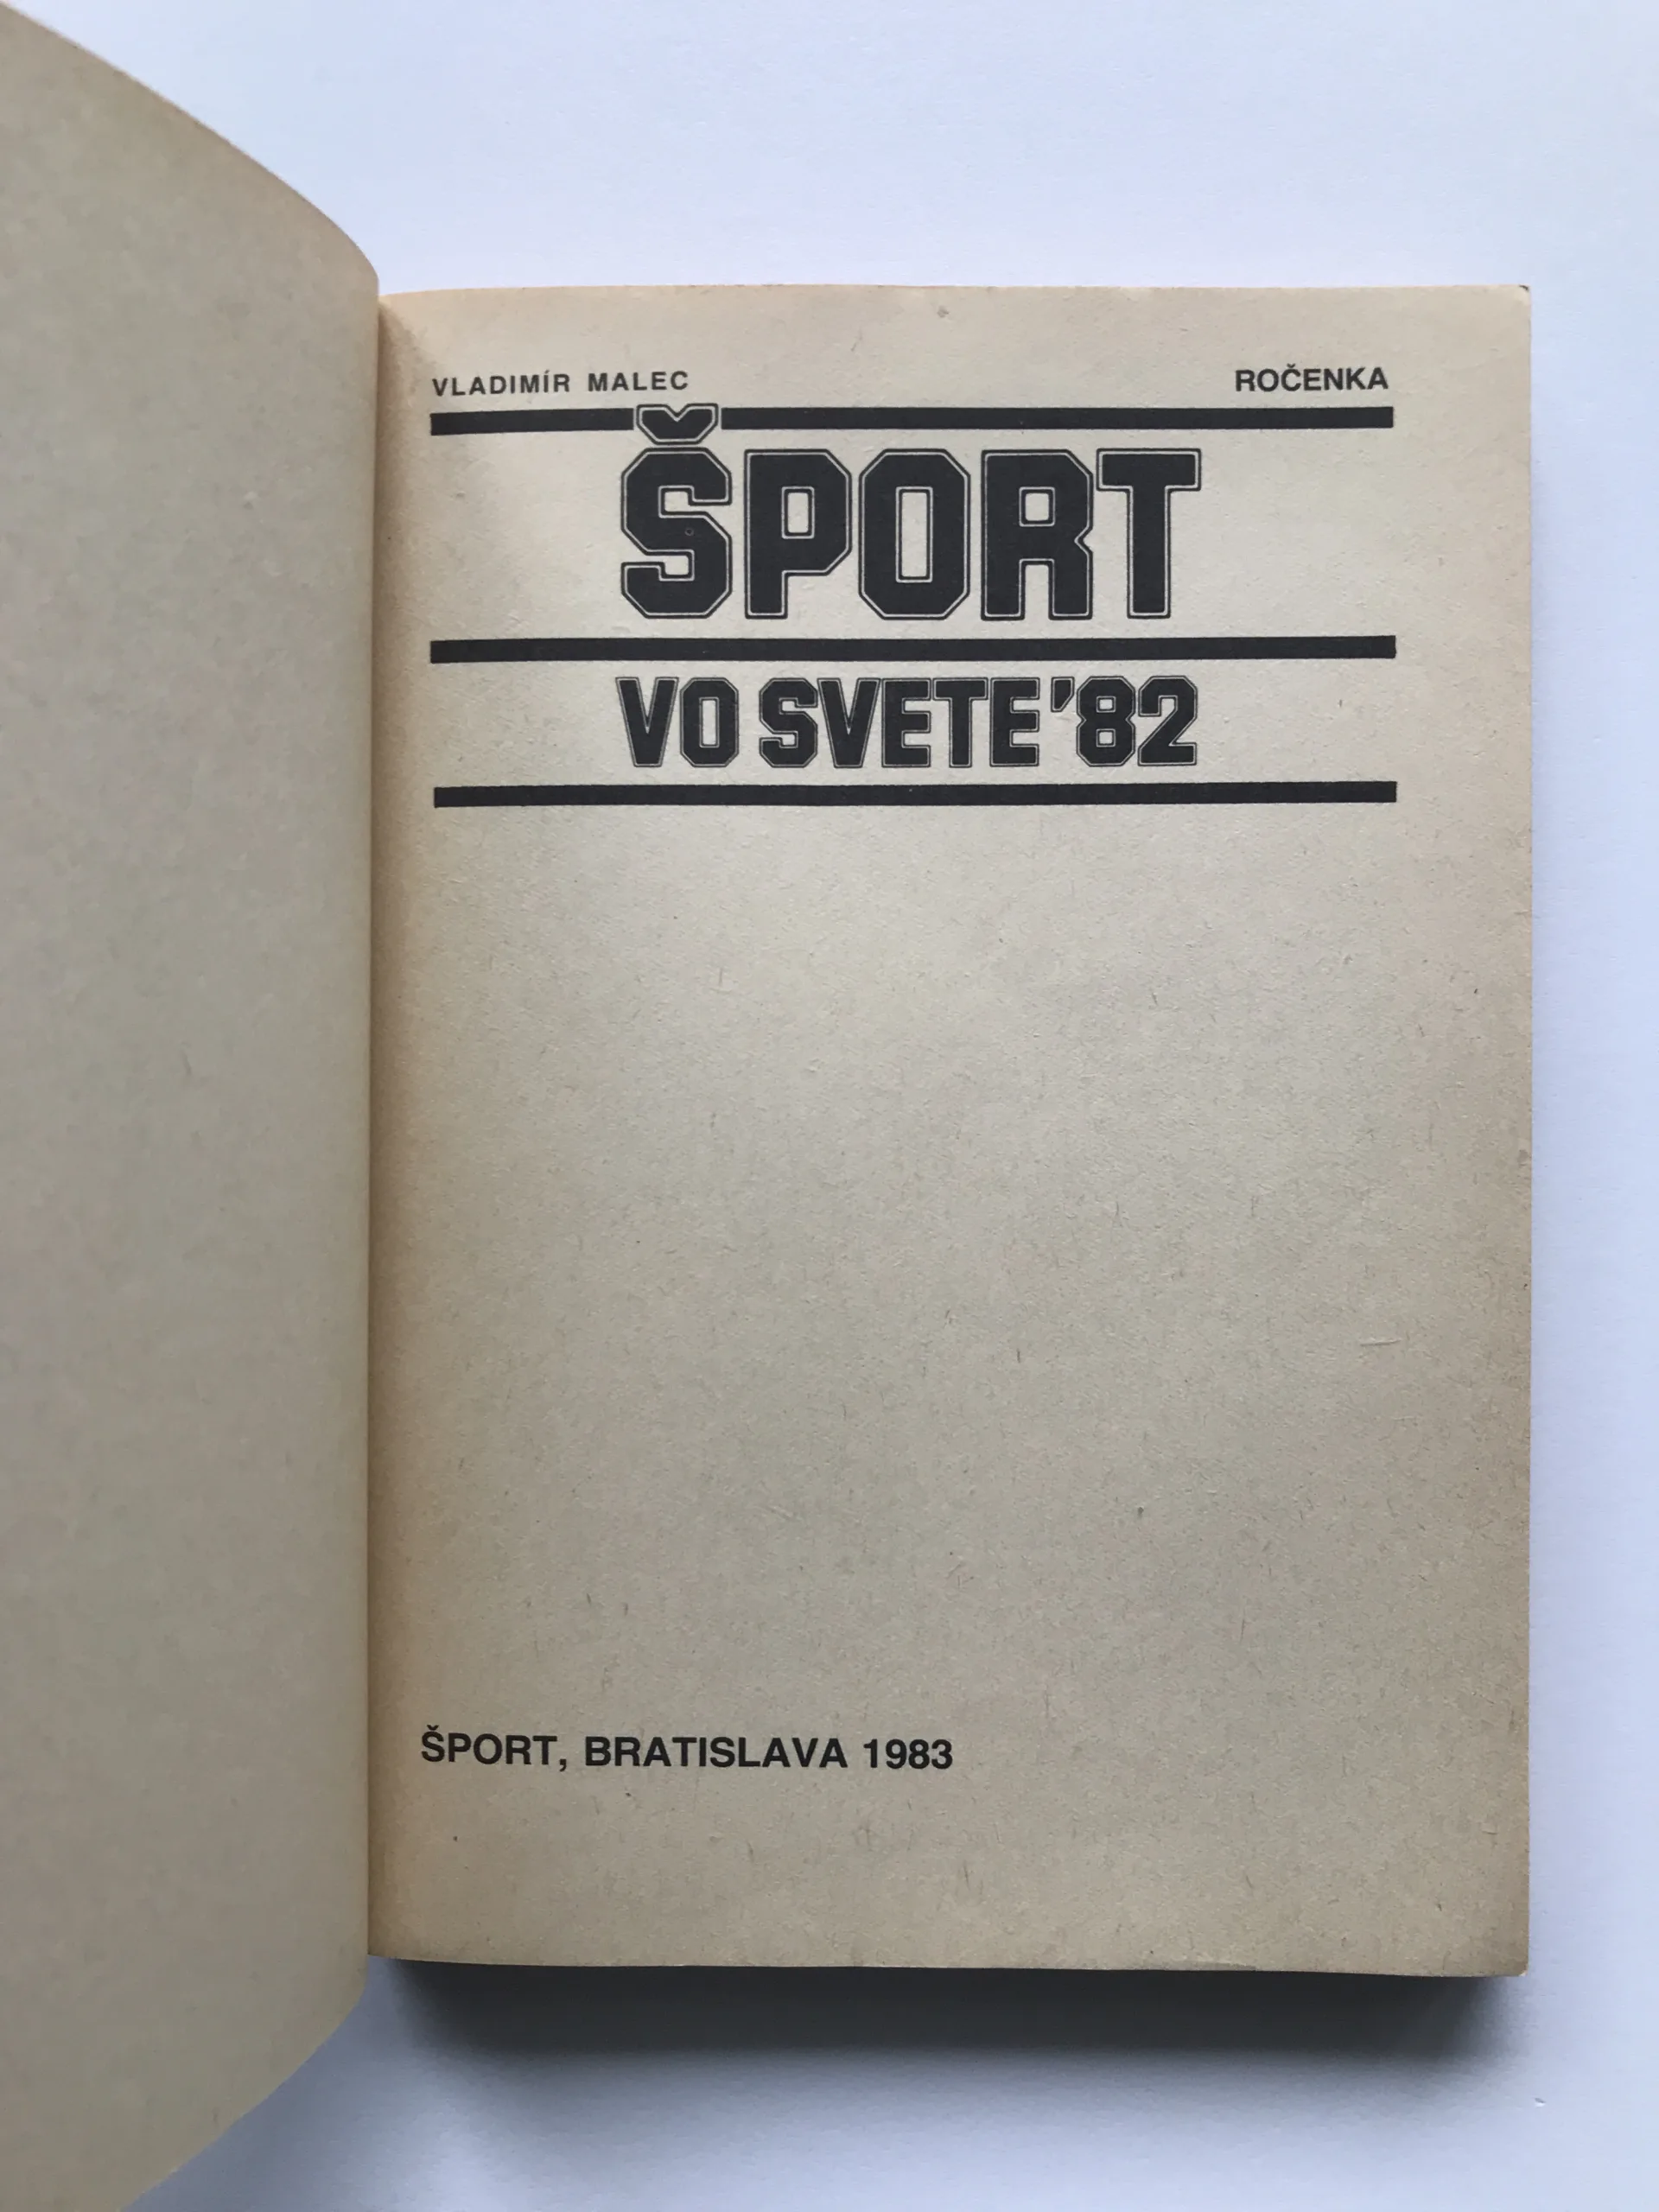 VLADIMÍR MALEC ROČENKA
ŠPORT
VO SVETE '82
ŠPORT, BRATISLAVA 1983